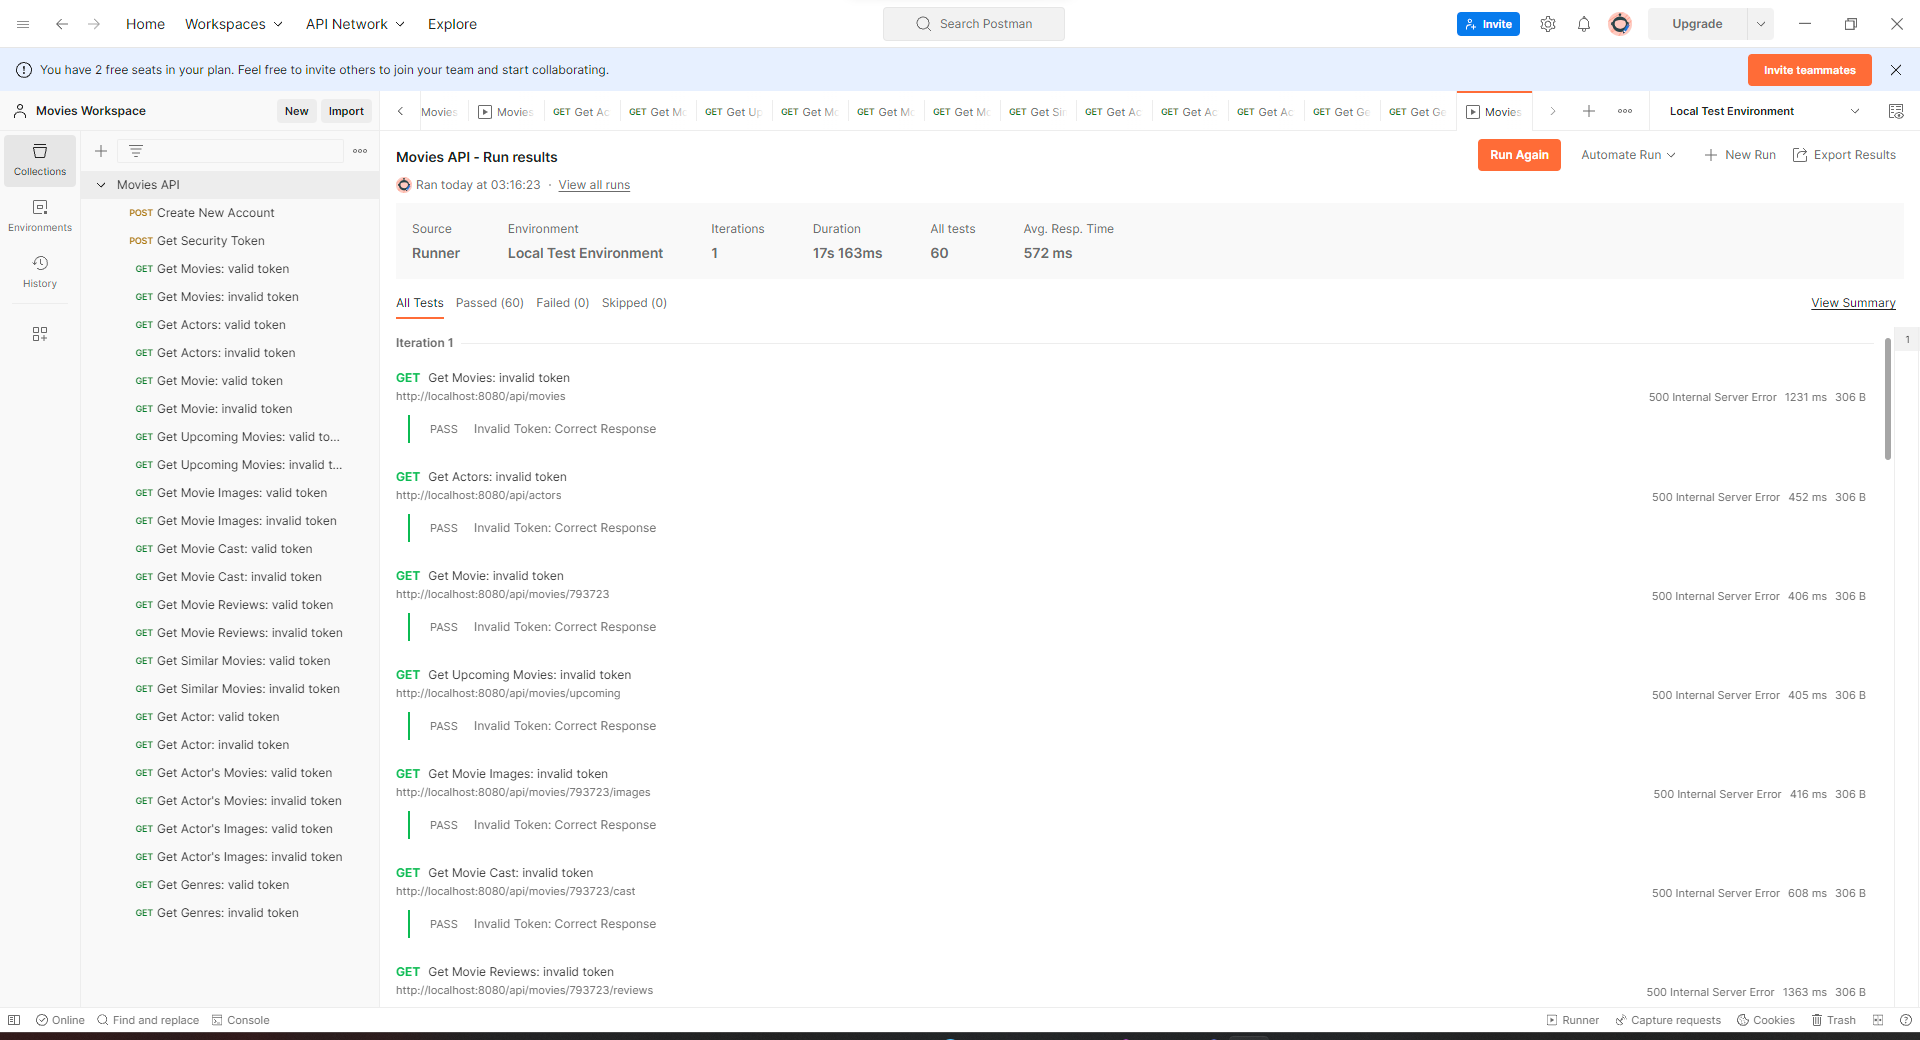 Home Workspaces API Network Explore Search Postman Invite Upgrade
You have 2 free seats in your plan. Feel free to invite others to join your team and start collaborating. Invite teammates
Movies Workspace New Import Movies Movies GET Get Ac GET Get Mo GET Get Up GET Get Mo GET Get Mo GET Get Mo GET Get Sir GET Get Ac GET Get Ac GET Get Ac GET Get Ge GET Get Ge Movies Local Test Environment
Collections
Environments
History
Movies API
POST Create New Account
POST Get Security Token
GET Get Movies: valid token
GET Get Movies: invalid token
GET Get Actors: valid token
GET Get Actors: invalid token
GET Get Movie: valid token
GET Get Movie: invalid token
GET Get Upcoming Movies: valid to...
GET Get Upcoming Movies: invalid t...
GET Get Movie Images: valid token
GET Get Movie Images: invalid token
GET Get Movie Cast: valid token
GET Get Movie Cast: invalid token
GET Get Movie Reviews: valid token
GET Get Movie Reviews: invalid token
GET Get Similar Movies: valid token
GET Get Similar Movies: invalid token
GET Get Actor: valid token
GET Get Actor: invalid token
GET Get Actor's Movies: valid token
GET Get Actor's Movies: invalid token
GET Get Actor's Images: valid token
GET Get Actor's Images: invalid token
GET Get Genres: valid token
GET Get Genres: invalid token
Movies API - Run results Run Again Automate Run New Run Export Results
Ran today at 03:16:23 · View all runs
Source Environment Iterations Duration All tests Avg. Resp. Time
Runner Local Test Environment 1 17s 163ms 60 572 ms
All Tests Passed (60) Failed (0) Skipped (0) View Summary
Iteration 1 1
GET Get Movies: invalid token
http://localhost:8080/api/movies 500 Internal Server Error 1231 ms 306 B
PASS Invalid Token: Correct Response
GET Get Actors: invalid token
http://localhost:8080/api/actors 500 Internal Server Error 452 ms 306 B
PASS Invalid Token: Correct Response
GET Get Movie: invalid token
http://localhost:8080/api/movies/793723 500 Internal Server Error 406 ms 306 B
PASS Invalid Token: Correct Response
GET Get Upcoming Movies: invalid token
http://localhost:8080/api/movies/upcoming 500 Internal Server Error 405 ms 306 B
PASS Invalid Token: Correct Response
GET Get Movie Images: invalid token
http://localhost:8080/api/movies/793723/images 500 Internal Server Error 416 ms 306 B
PASS Invalid Token: Correct Response
GET Get Movie Cast: invalid token
http://localhost:8080/api/movies/793723/cast 500 Internal Server Error 608 ms 306 B
PASS Invalid Token: Correct Response
GET Get Movie Reviews: invalid token
http://localhost:8080/api/movies/793723/reviews 500 Internal Server Error 1363 ms 306 B
Online Find and replace Console Runner Capture requests Cookies Trash